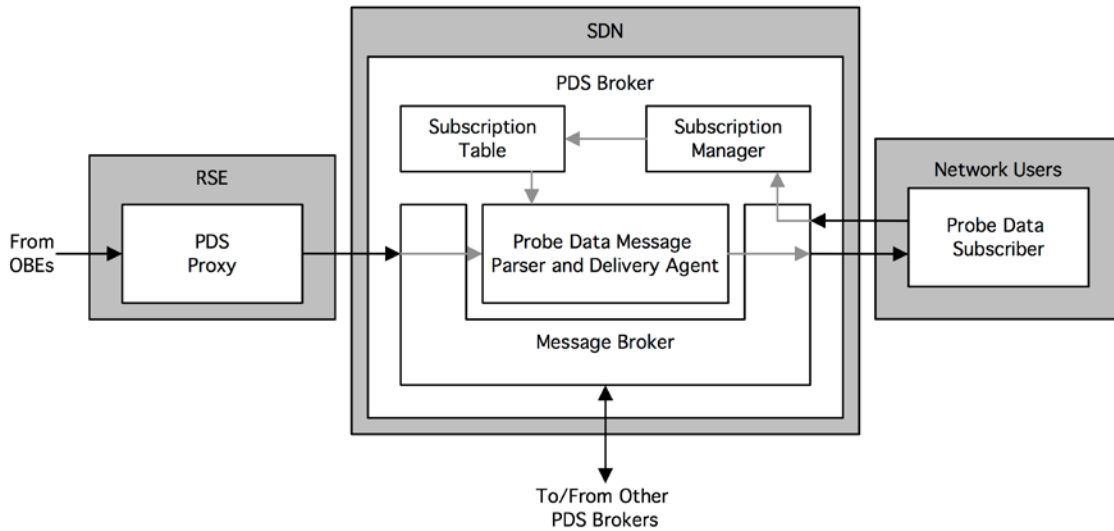 SDN
PDS Broker
Subscription
Table
Subscription
Manager
RSE
Network Users
From
OBEs
PDS
Proxy
Probe Data Message
Parser and Delivery Agent
Probe Data
Subscriber
Message Broker
To/From Other
PDS Brokers